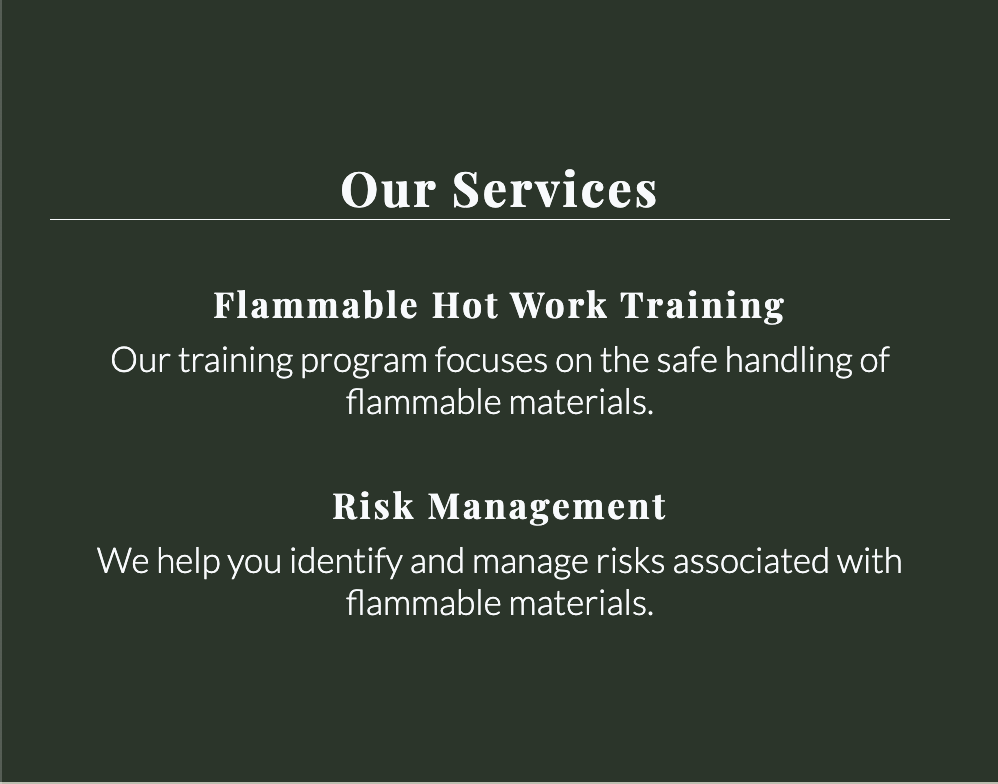 Our Services
Flammable Hot Work Training
Our training program focuses on the safe handling of
flammable materials.
Risk Management
We help you identify and manage risks associated with
flammable materials.